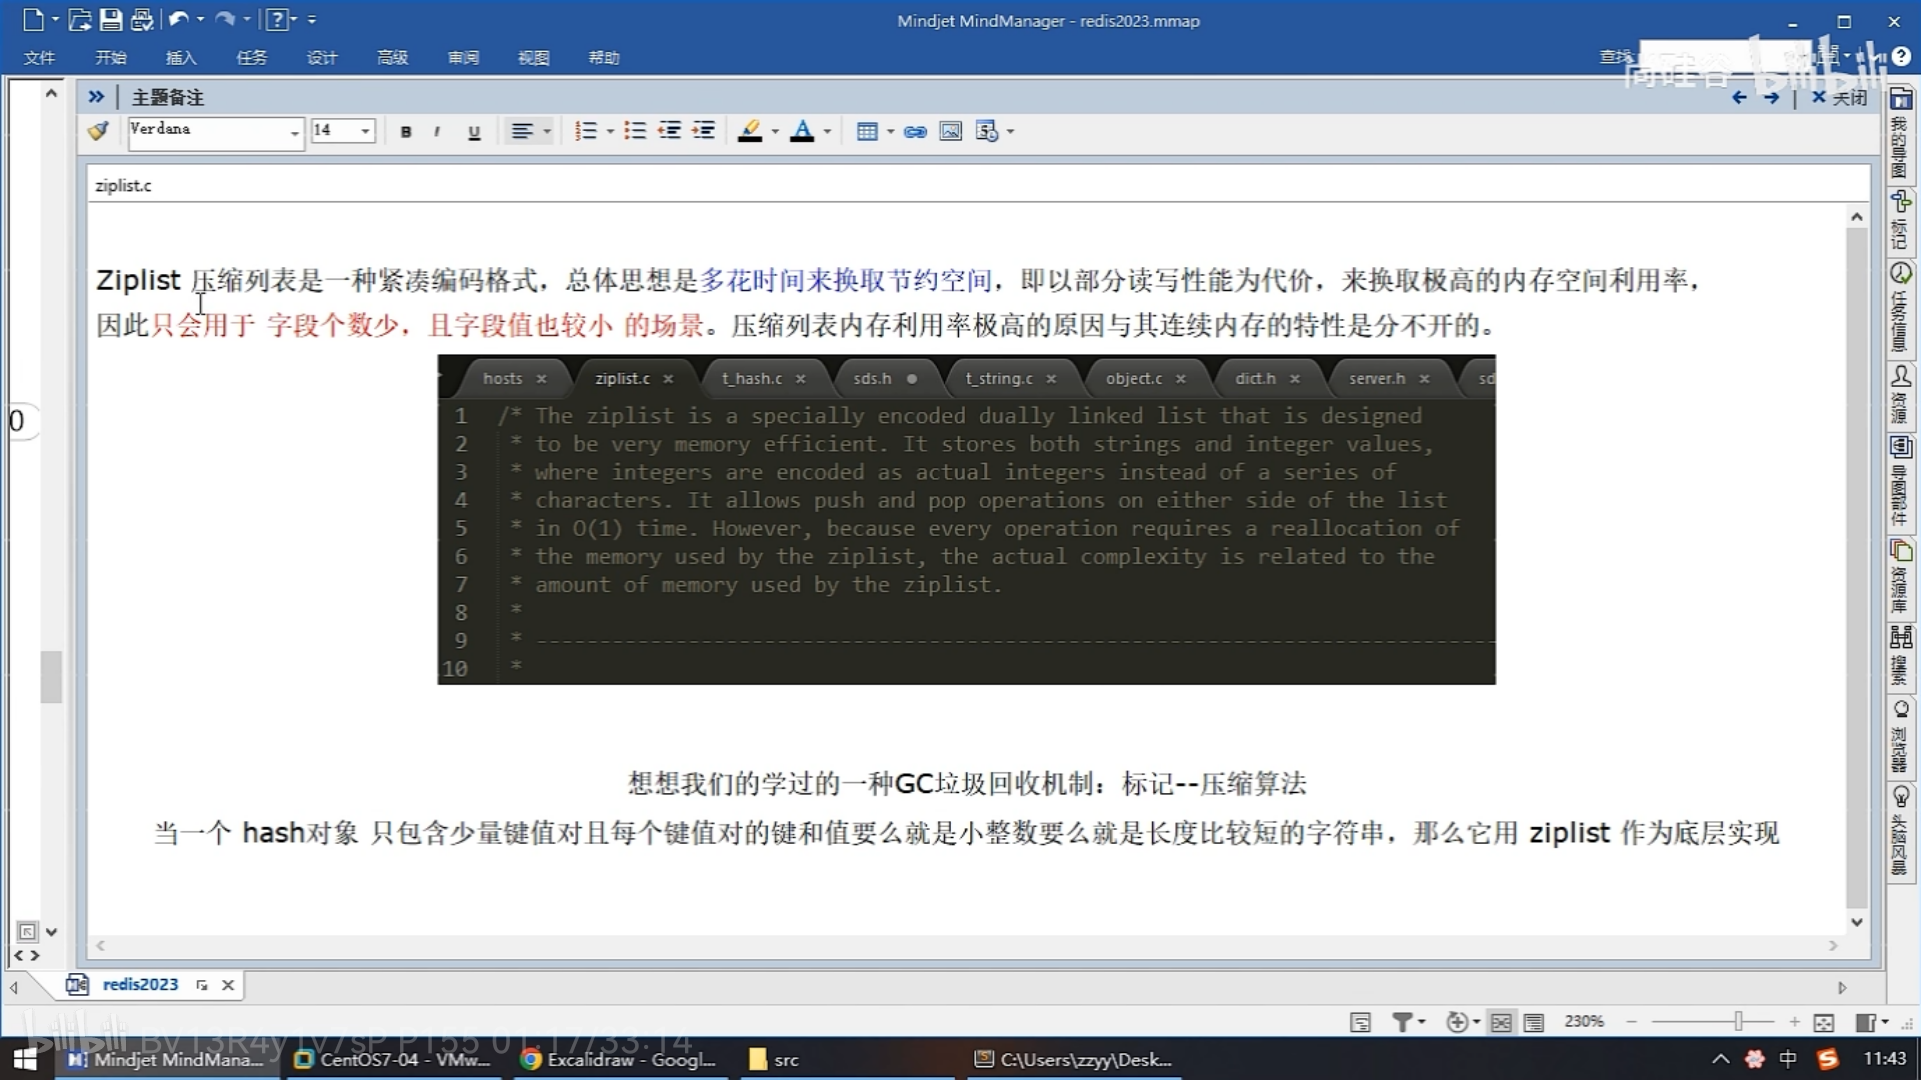 Mindjet MindManager - redis2023.mmap
文件 开始 插入 任务 设计 高级 审阅 视图 帮助 查找
尚硅谷 bilibili
主题备注 关闭
Verdana 14 B I U
ziplist.c
Ziplist 压缩列表是一种紧凑编码格式，总体思想是多花时间来换取节约空间，即以部分读写性能为代价，来换取极高的内存空间利用率，
因此只会用于 字段个数少，且字段值也较小 的场景。压缩列表内存利用率极高的原因与其连续内存的特性是分不开的。
hosts × ziplist.c × t_hash.c × sds.h ● t_string.c × object.c × dict.h × server.h × sd
1 /* The ziplist is a specially encoded dually linked list that is designed
2 * to be very memory efficient. It stores both strings and integer values,
3 * where integers are encoded as actual integers instead of a series of
4 * characters. It allows push and pop operations on either side of the list
5 * in O(1) time. However, because every operation requires a reallocation of
6 * the memory used by the ziplist, the actual complexity is related to the
7 * amount of memory used by the ziplist.
8 *
9 * ----------------------------------------------------------------------------
10 *
想想我们的学过的一种GC垃圾回收机制：标记--压缩算法
当一个 hash对象 只包含少量键值对且每个键值对的键和值要么就是小整数要么就是长度比较短的字符串，那么它用 ziplist 作为底层实现
0
我的导图
标记
任务信息
资源
导图部件
资源库
搜索
浏览器
头脑风暴
redis2023
230%
bilibili BV13R4y1v7sP P155 01:17/33:14
Mindjet MindMana... CentOS7-04 - VMw... Excalidraw - Googl... src C:\Users\zzyy\Desk... 中 11:43